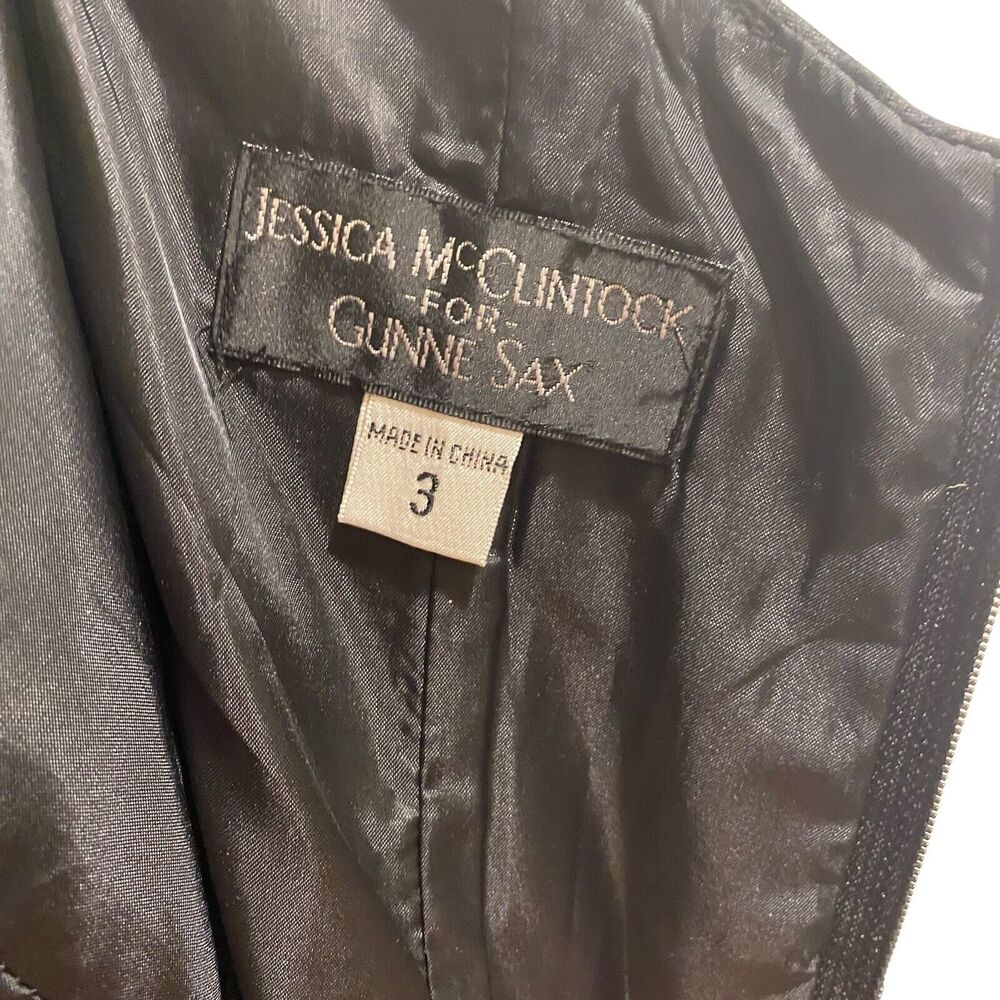 JESSICA McCLINTOCK
-FOR-
GUNNE SAX
MADE IN CHINA
3